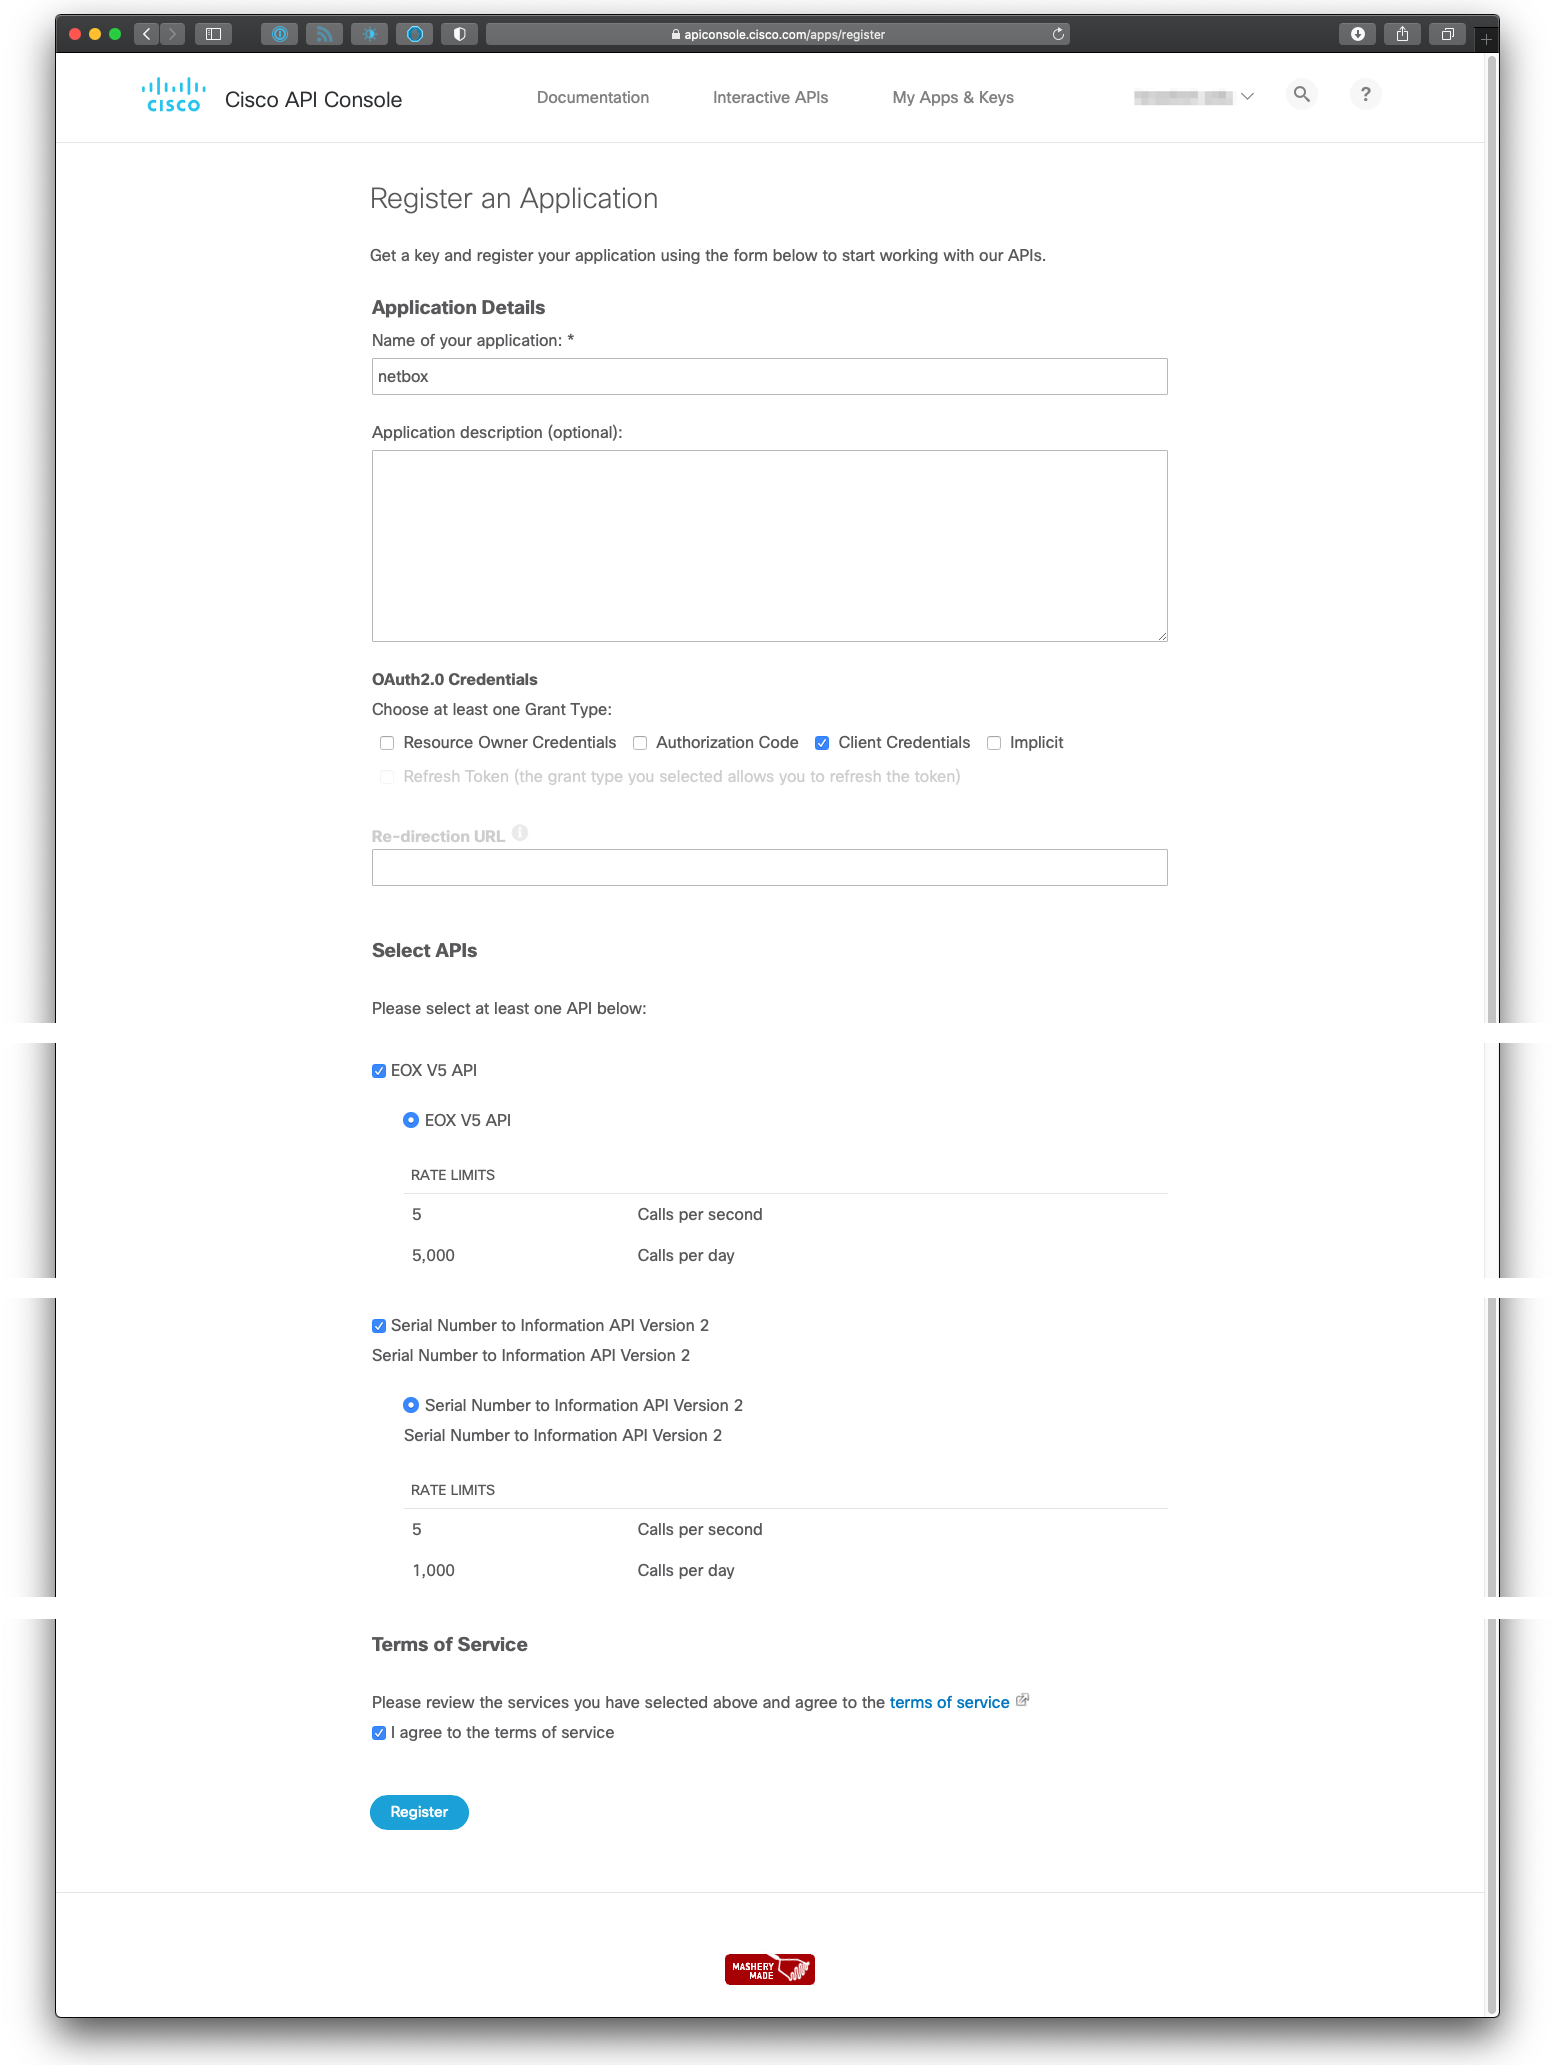 apiconsole.cisco.com/apps/register
CISCO
Cisco API Console
Documentation
Interactive APIs
My Apps & Keys
?
Register an Application
Get a key and register your application using the form below to start working with our APIs.
Application Details
Name of your application: *
netbox
Application description (optional):
OAuth2.0 Credentials
Choose at least one Grant Type:
Resource Owner Credentials Authorization Code Client Credentials Implicit
Refresh Token (the grant type you selected allows you to refresh the token)
Re-direction URL
Select APIs
Please select at least one API below:
EOX V5 API
EOX V5 API
RATE LIMITS
5 Calls per second
5,000 Calls per day
Serial Number to Information API Version 2
Serial Number to Information API Version 2
Serial Number to Information API Version 2
Serial Number to Information API Version 2
RATE LIMITS
5 Calls per second
1,000 Calls per day
Terms of Service
Please review the services you have selected above and agree to the terms of service
I agree to the terms of service
Register
MASHERY
MADE